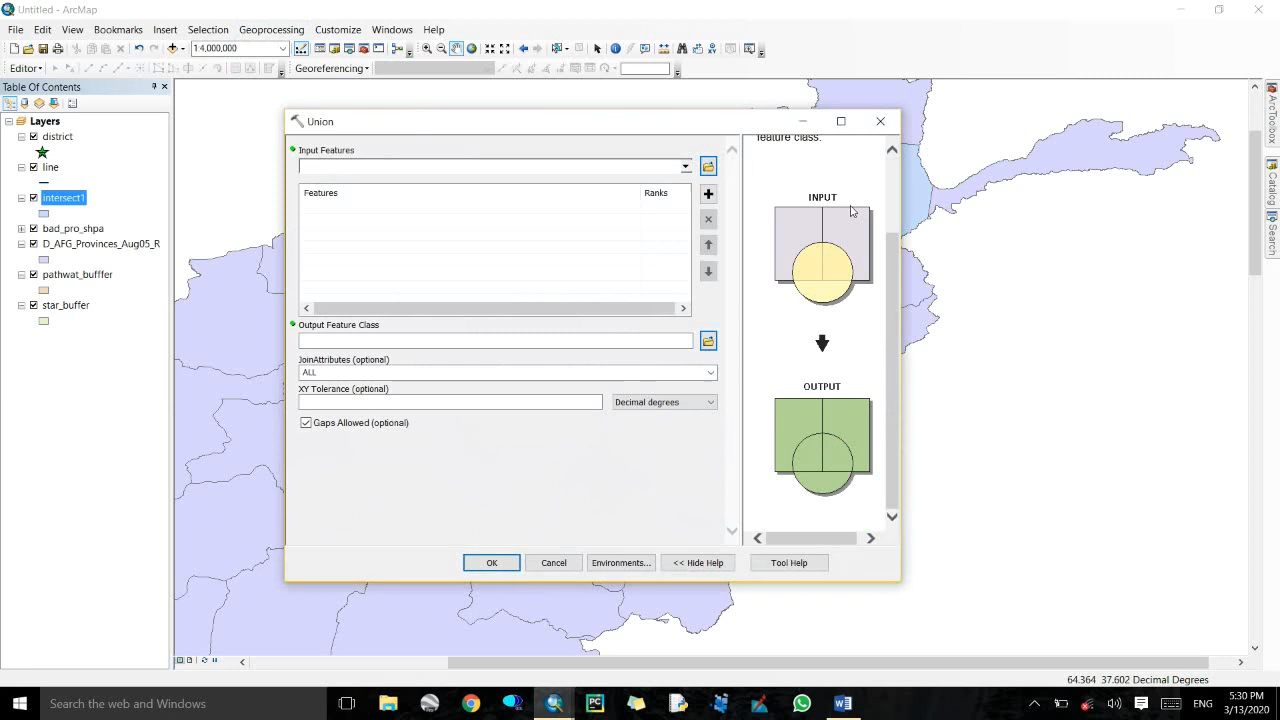 Untitled - ArcMap
File Edit View Bookmarks Insert Selection Geoprocessing Customize Windows Help
1:4,000,000
Editor Georeferencing
Table Of Contents
Layers
district
line
intersect1
bad_pro_shpa
D_AFG_Provinces_Aug05_R
pathwat_bufffer
star_buffer
Union
Input Features
Features Ranks
Output Feature Class
JoinAttributes (optional)
ALL
XY Tolerance (optional)
Decimal degrees
Gaps Allowed (optional)
OK Cancel Environments... << Hide Help Tool Help
feature class.
INPUT
OUTPUT
ArcToolbox
Catalog
Search
64.364 37.602 Decimal Degrees
Search the web and Windows
ENG
5:30 PM
3/13/2020